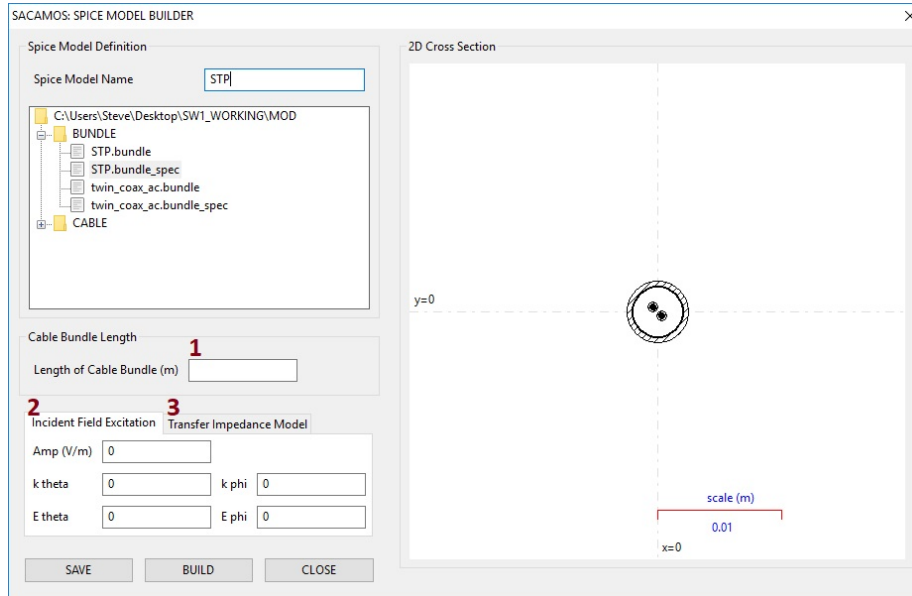 SACAMOS: SPICE MODEL BUILDER
Spice Model Definition
Spice Model Name STP
C:\Users\Steve\Desktop\SW1_WORKING\MOD
BUNDLE
STP.bundle
STP.bundle_spec
twin_coax_ac.bundle
twin_coax_ac.bundle_spec
CABLE
Cable Bundle Length
1
Length of Cable Bundle (m)
2 3
Incident Field Excitation Transfer Impedance Model
Amp (V/m) 0
k theta 0 k phi 0
E theta 0 E phi 0
SAVE BUILD CLOSE
2D Cross Section
y=0
scale (m)
0.01
x=0